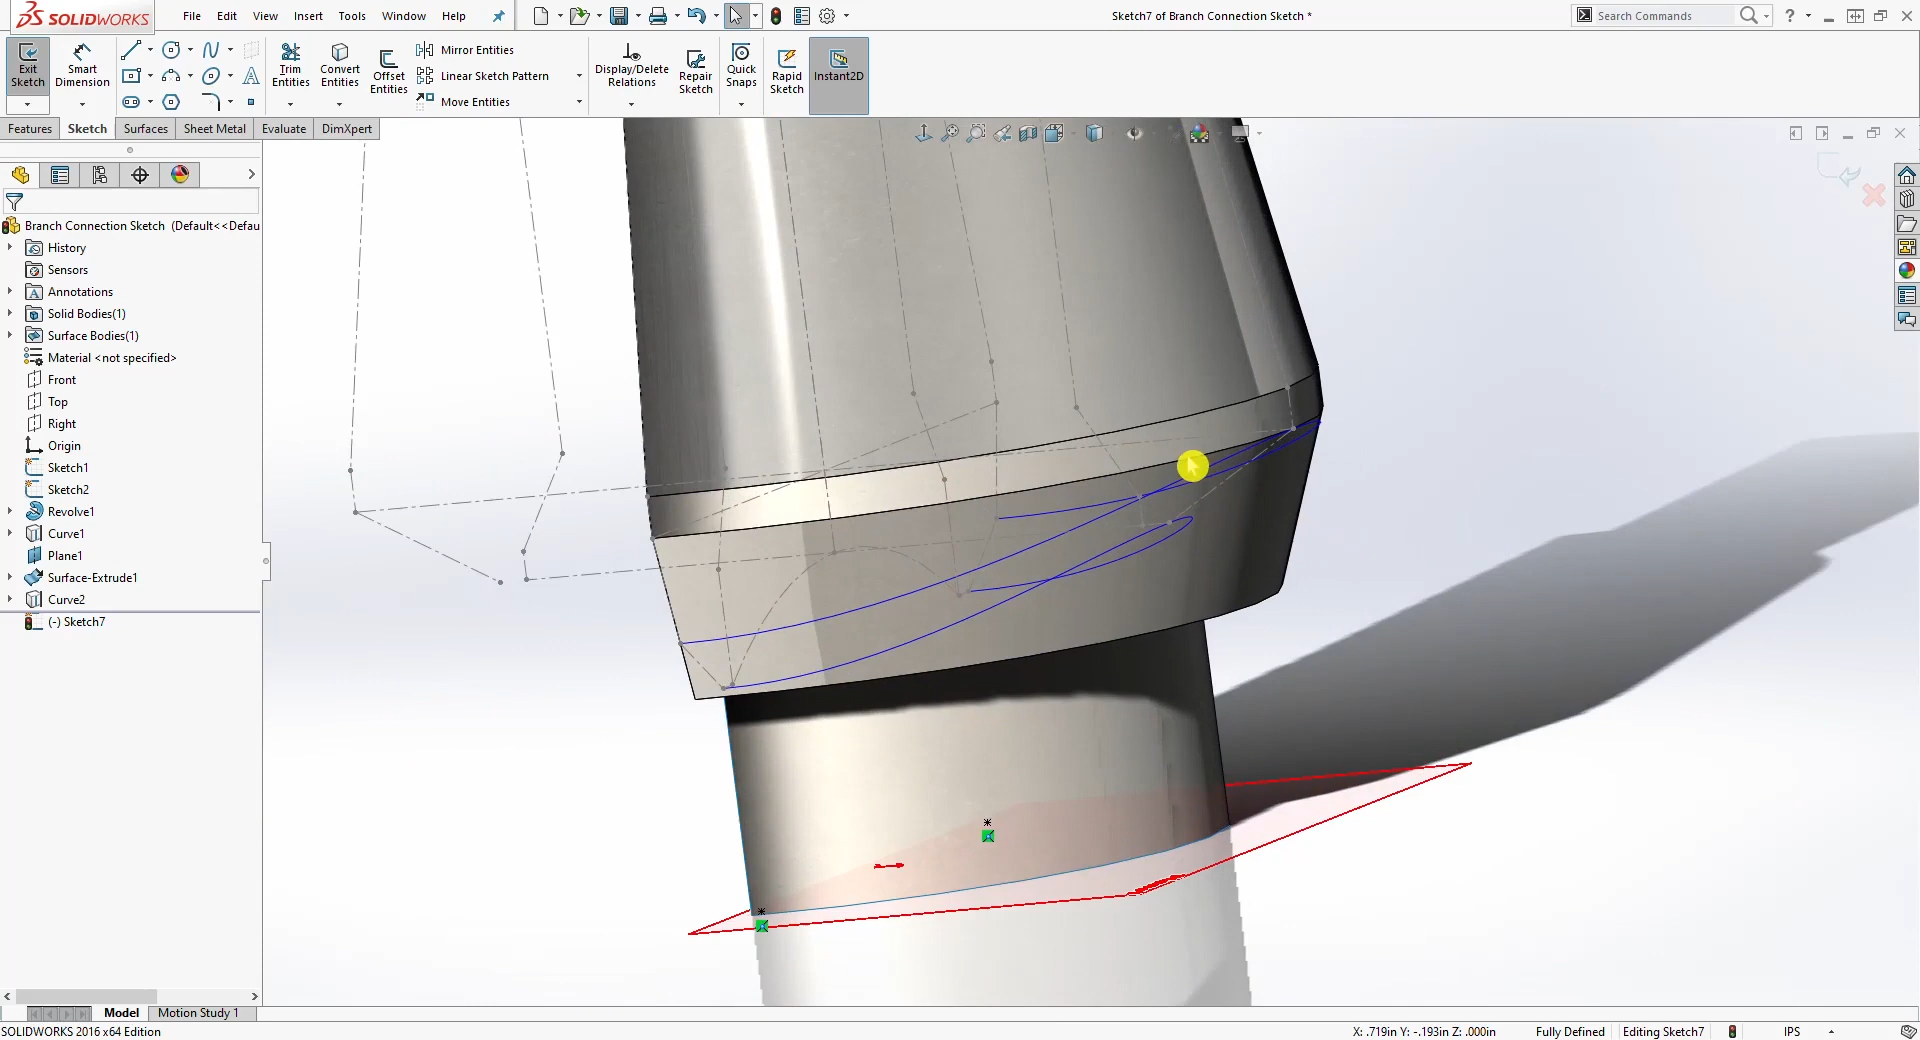 SOLIDWORKS
File Edit View Insert Tools Window Help
Sketch7 of Branch Connection Sketch *
Search Commands
?
Exit Sketch
Smart Dimension
Trim Entities
Convert Entities
Offset Entities
Mirror Entities
Linear Sketch Pattern
Move Entities
Display/Delete Relations
Repair Sketch
Quick Snaps
Rapid Sketch
Instant2D
Features Sketch Surfaces Sheet Metal Evaluate DimXpert
Branch Connection Sketch (Default<<Defau
History
Sensors
Annotations
Solid Bodies(1)
Surface Bodies(1)
Material <not specified>
Front
Top
Right
Origin
Sketch1
Sketch2
Revolve1
Curve1
Plane1
Surface-Extrude1
Curve2
(-) Sketch7
Model Motion Study 1
SOLIDWORKS 2016 x64 Edition
X: .719in Y: -.193in Z: .000in Fully Defined Editing Sketch7 IPS